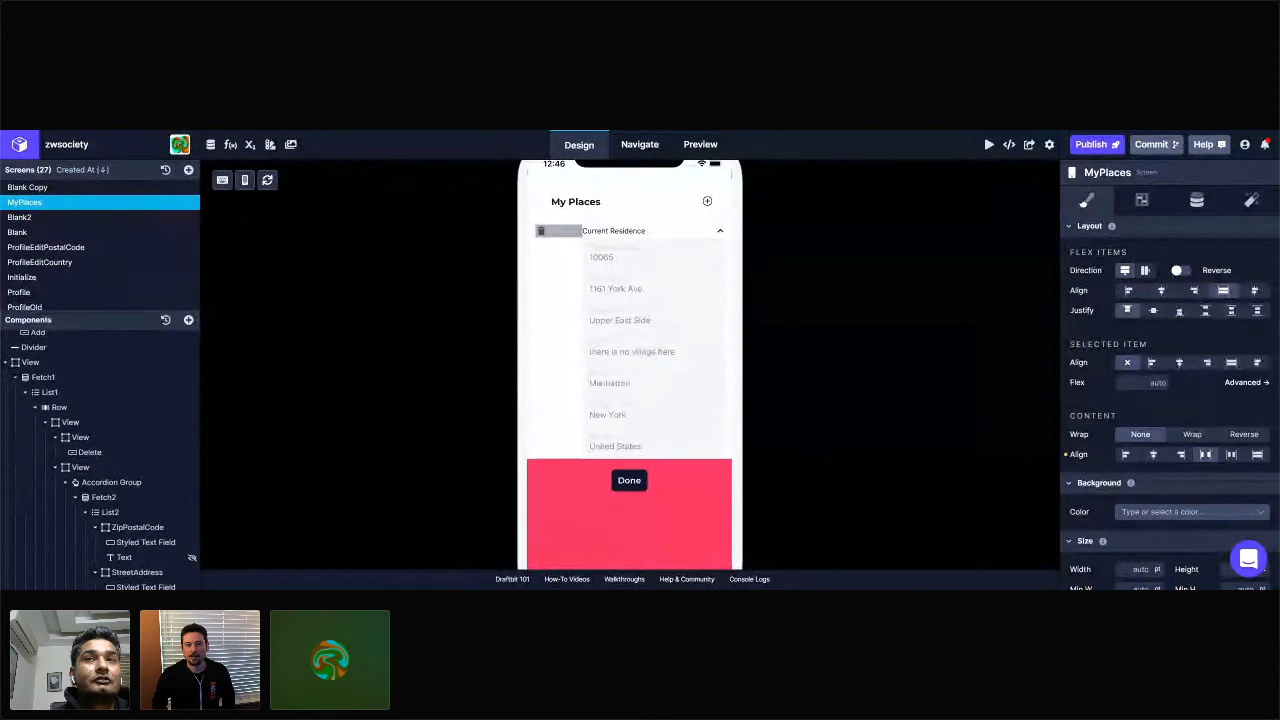 zwsociety
Design
Navigate
Preview
Publish
Commit
Help
Screens (27) Created At (↓)
Blank Copy
MyPlaces
Blank2
Blank
ProfileEditPostalCode
ProfileEditCountry
Initialize
Profile
ProfileOld
Components
Add
Divider
View
Fetch1
List1
Row
View
View
Delete
View
Accordion Group
Fetch2
List2
ZipPostalCode
Styled Text Field
Text
StreetAddress
Styled Text Field
12:46
My Places
Current Residence
10065
1161 York Ave.
Upper East Side
there is no village here
Manhattan
New York
United States
Done
Draftbit 101
How-To Videos
Walkthroughs
Help & Community
Console Logs
MyPlaces Screen
Layout
FLEX ITEMS
Direction
Reverse
Align
Justify
SELECTED ITEM
Align
Flex auto Advanced →
CONTENT
Wrap None Wrap Reverse
Align
Background
Color Type or select a color...
Size
Width auto pt Height
Min W auto pt Min H